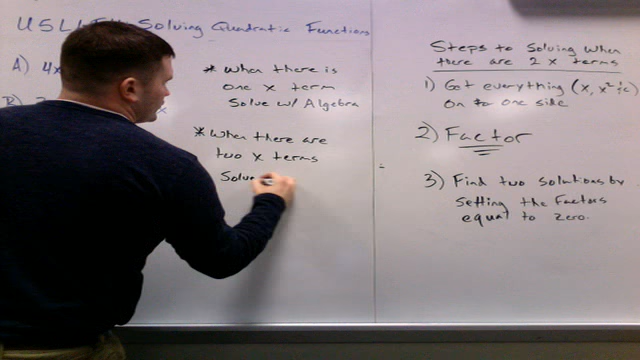 Solving Quadratic Functions
A) 4x
B)
* When there is
one x term
Solve w/ Algebra
* When there are
two x terms
Solve
Steps to Solving when
there are 2 x terms
1) Get everything (x, x² & c)
on to one side
2) Factor
3) Find two solutions by
setting the factors
equal to zero.